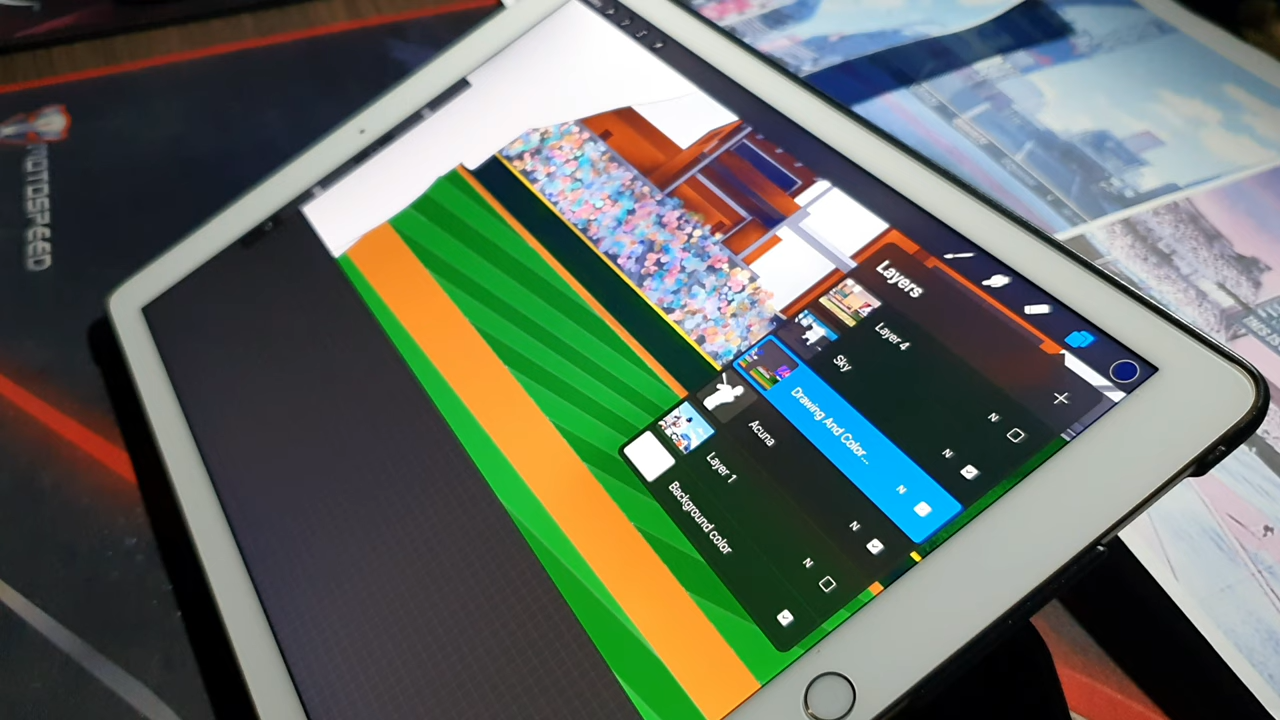 MOTOSPEED
Layers
Layer 4
N
Sky
N
Drawing And Color...
N
Acuna
N
Layer 1
N
Background color